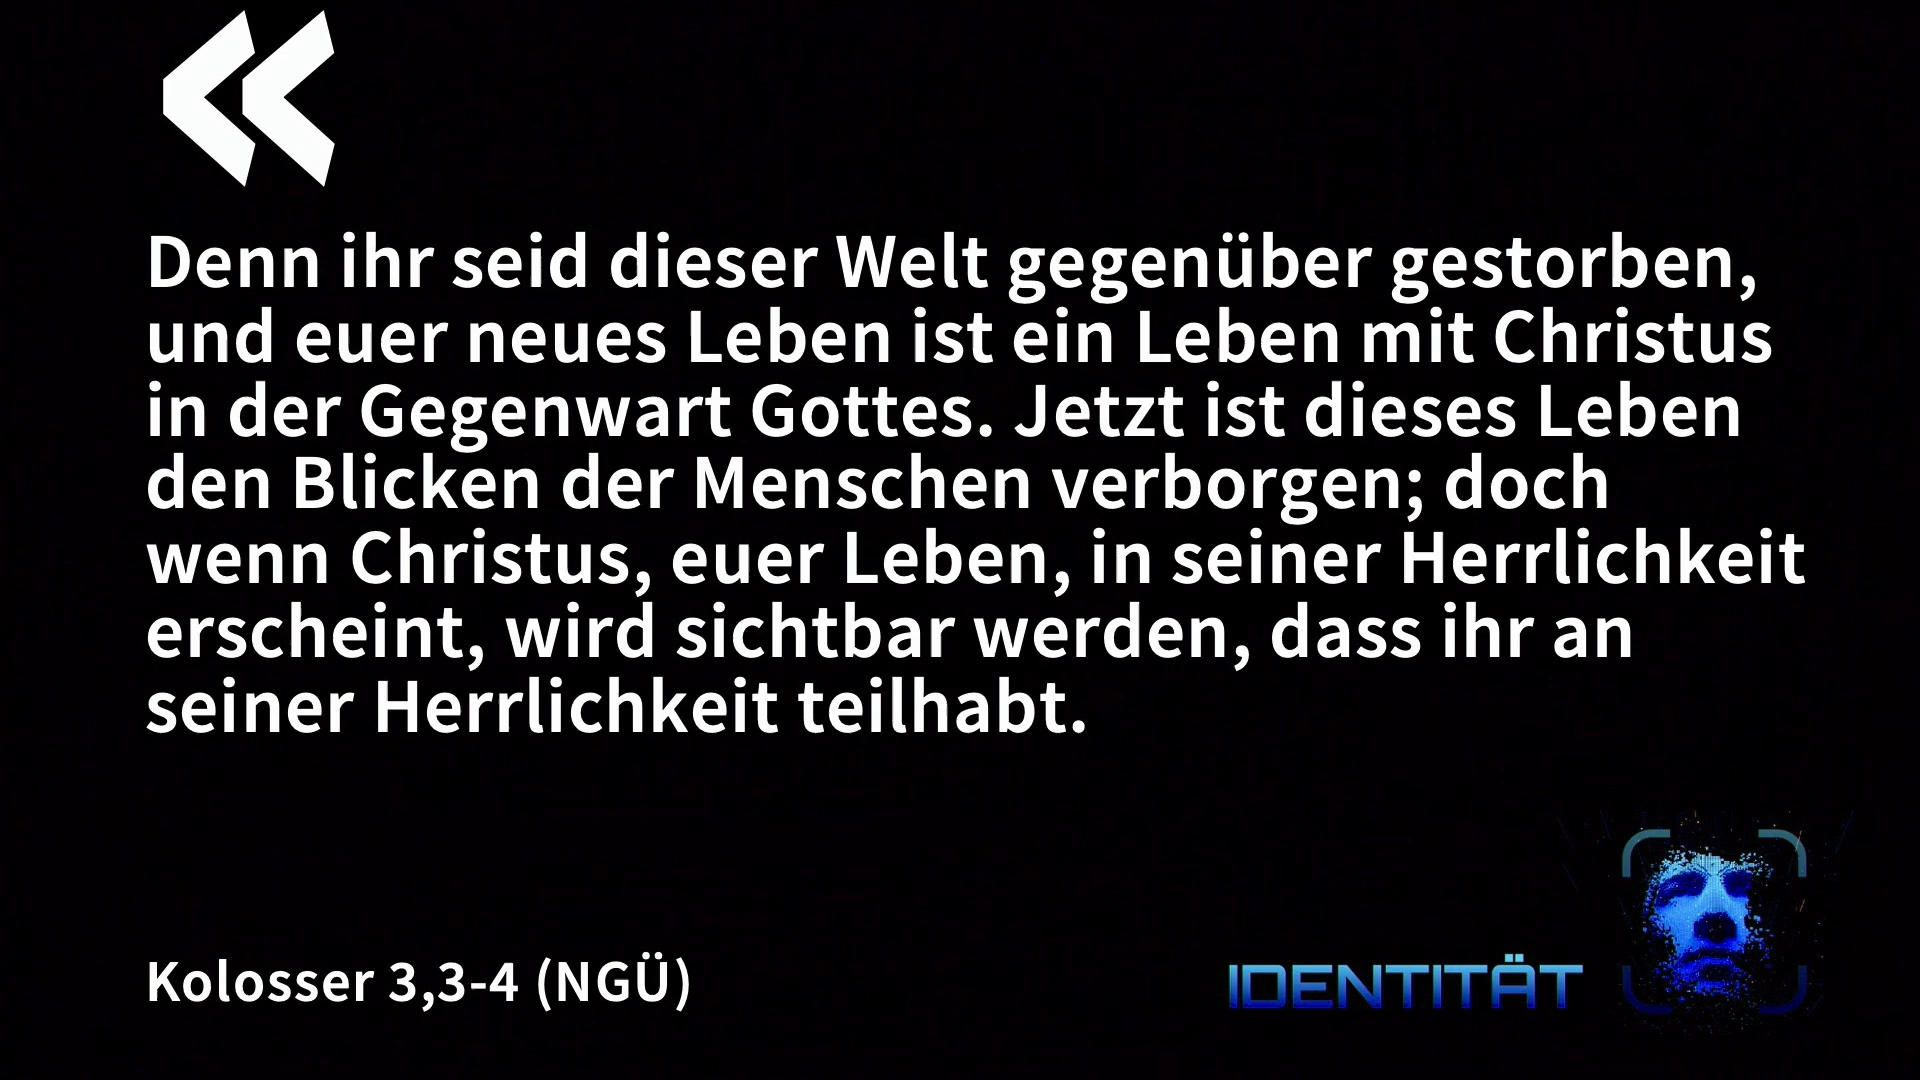 «
Denn ihr seid dieser Welt gegenüber gestorben,
und euer neues Leben ist ein Leben mit Christus
in der Gegenwart Gottes. Jetzt ist dieses Leben
den Blicken der Menschen verborgen; doch
wenn Christus, euer Leben, in seiner Herrlichkeit
erscheint, wird sichtbar werden, dass ihr an
seiner Herrlichkeit teilhabt.
Kolosser 3,3-4 (NGÜ)
IDENTITÄT